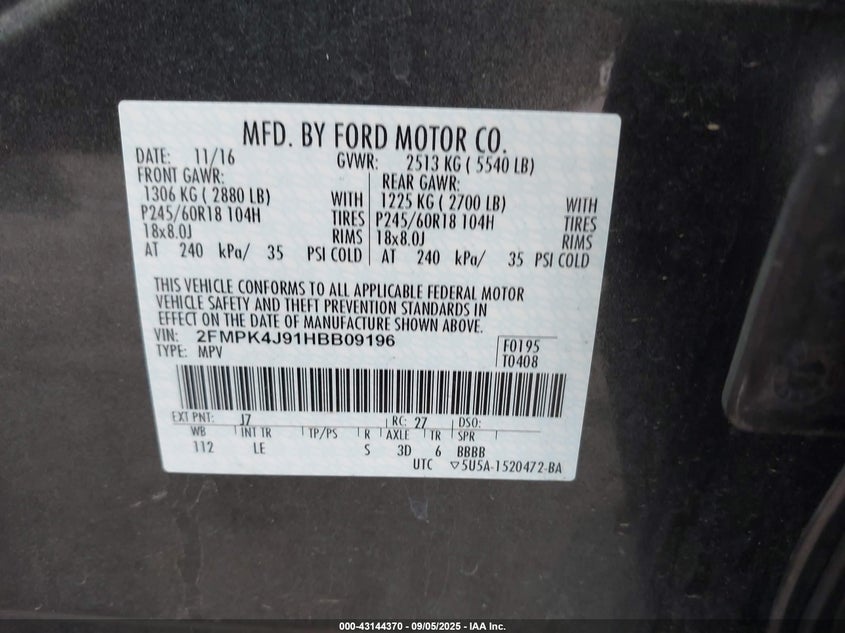 MFD. BY FORD MOTOR CO.
DATE: 11/16 GVWR: 2513 KG ( 5540 LB)
FRONT GAWR: REAR GAWR:
1306 KG ( 2880 LB) WITH 1225 KG ( 2700 LB) WITH
P245/60R18 104H TIRES P245/60R18 104H TIRES
18x8.0J RIMS 18x8.0J RIMS
AT 240 kPa/ 35 PSI COLD AT 240 kPa/ 35 PSI COLD
THIS VEHICLE CONFORMS TO ALL APPLICABLE FEDERAL MOTOR
VEHICLE SAFETY AND THEFT PREVENTION STANDARDS IN
EFFECT ON THE DATE OF MANUFACTURE SHOWN ABOVE.
VIN: 2FMPK4J91HBB09196
TYPE: MPV
F0195
T0408
EXT PNT: J7 RC: 27 DSO:
WB INT TR TP/PS R AXLE TR SPR
112 LE S 3D 6 BBBB
UTC ▽5U5A-1520472-BA
000-43144370 - 09/05/2025 - IAA Inc.